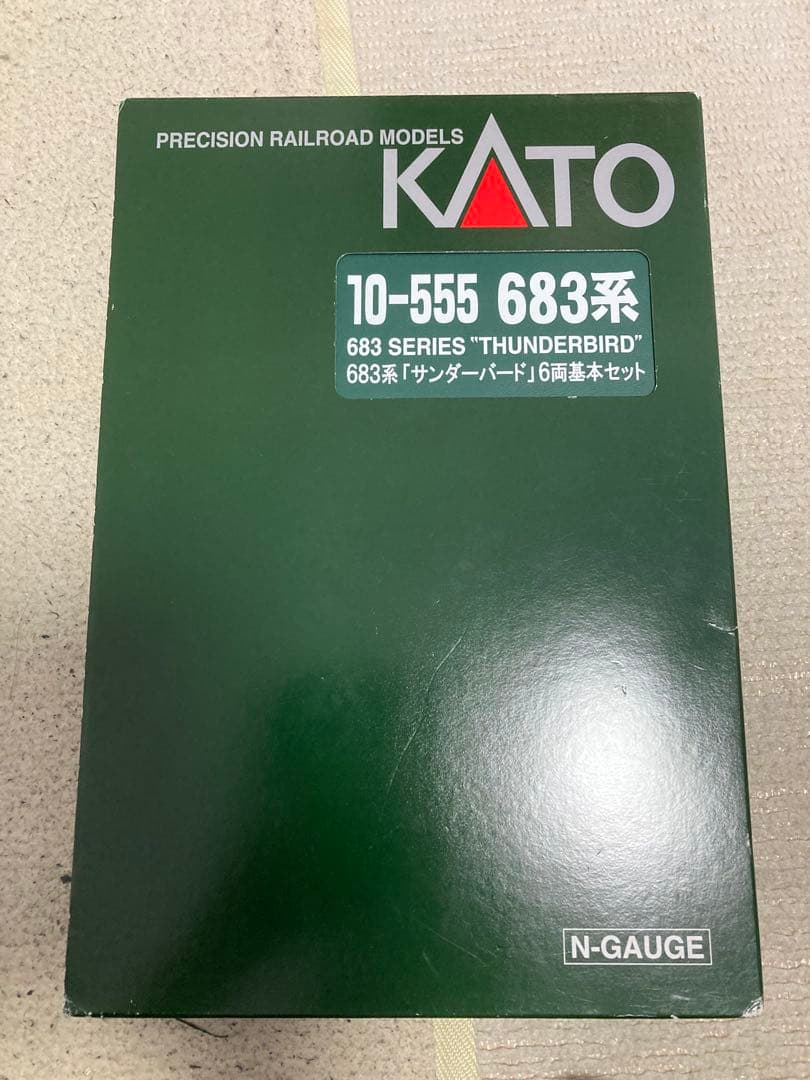 PRECISION RAILROAD MODELS
KATO
10-555 683系
683 SERIES "THUNDERBIRD"
683系「サンダーバード」6両基本セット
N-GAUGE